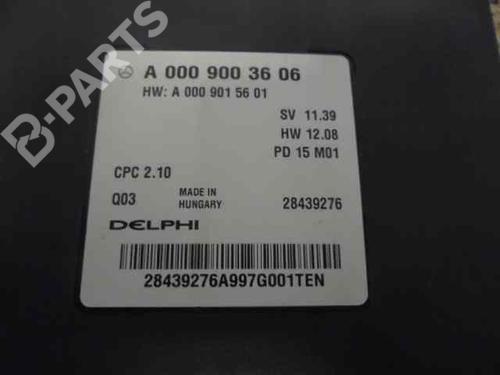 A 000 900 36 06
HW: A 000 901 56 01
SV 11.39
HW 12.08
PD 15 M01
CPC 2.10
Q03 MADE IN HUNGARY 28439276
DELPHI
28439276A997G001TEN
B-PARTS
B-PARTS